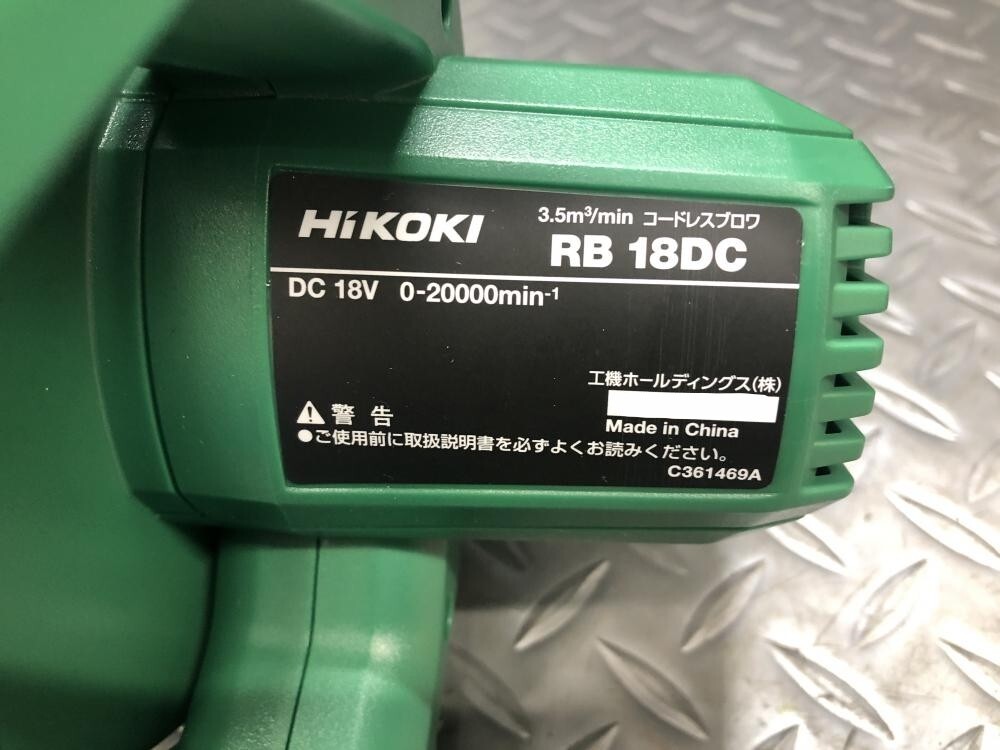 HiKOKI
3.5m³/min コードレスブロワ
RB 18DC
DC 18V 0-20000min⁻¹
工機ホールディングス(株)
Made in China
⚠警告
●ご使用前に取扱説明書を必ずよくお読みください。
C361469A